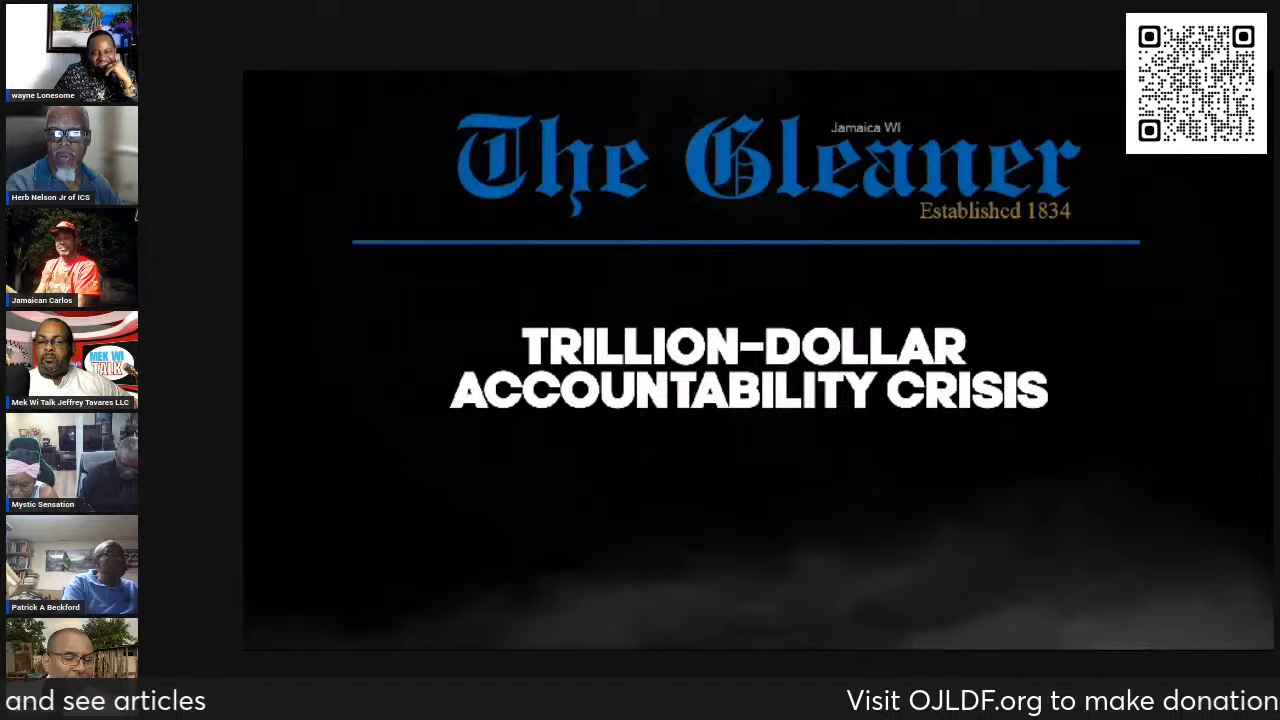 wayne Lonesome
Herb Nelson Jr of ICS
Jamaican Carlos
MEK WI
TALK
Mek Wi Talk Jeffrey Tavares LLC
Mystic Sensation
Patrick A Beckford
Jamaica WI
The Gleaner
Established 1834
TRILLION-DOLLAR
ACCOUNTABILITY CRISIS
and see articles
Visit OJLDF.org to make donation